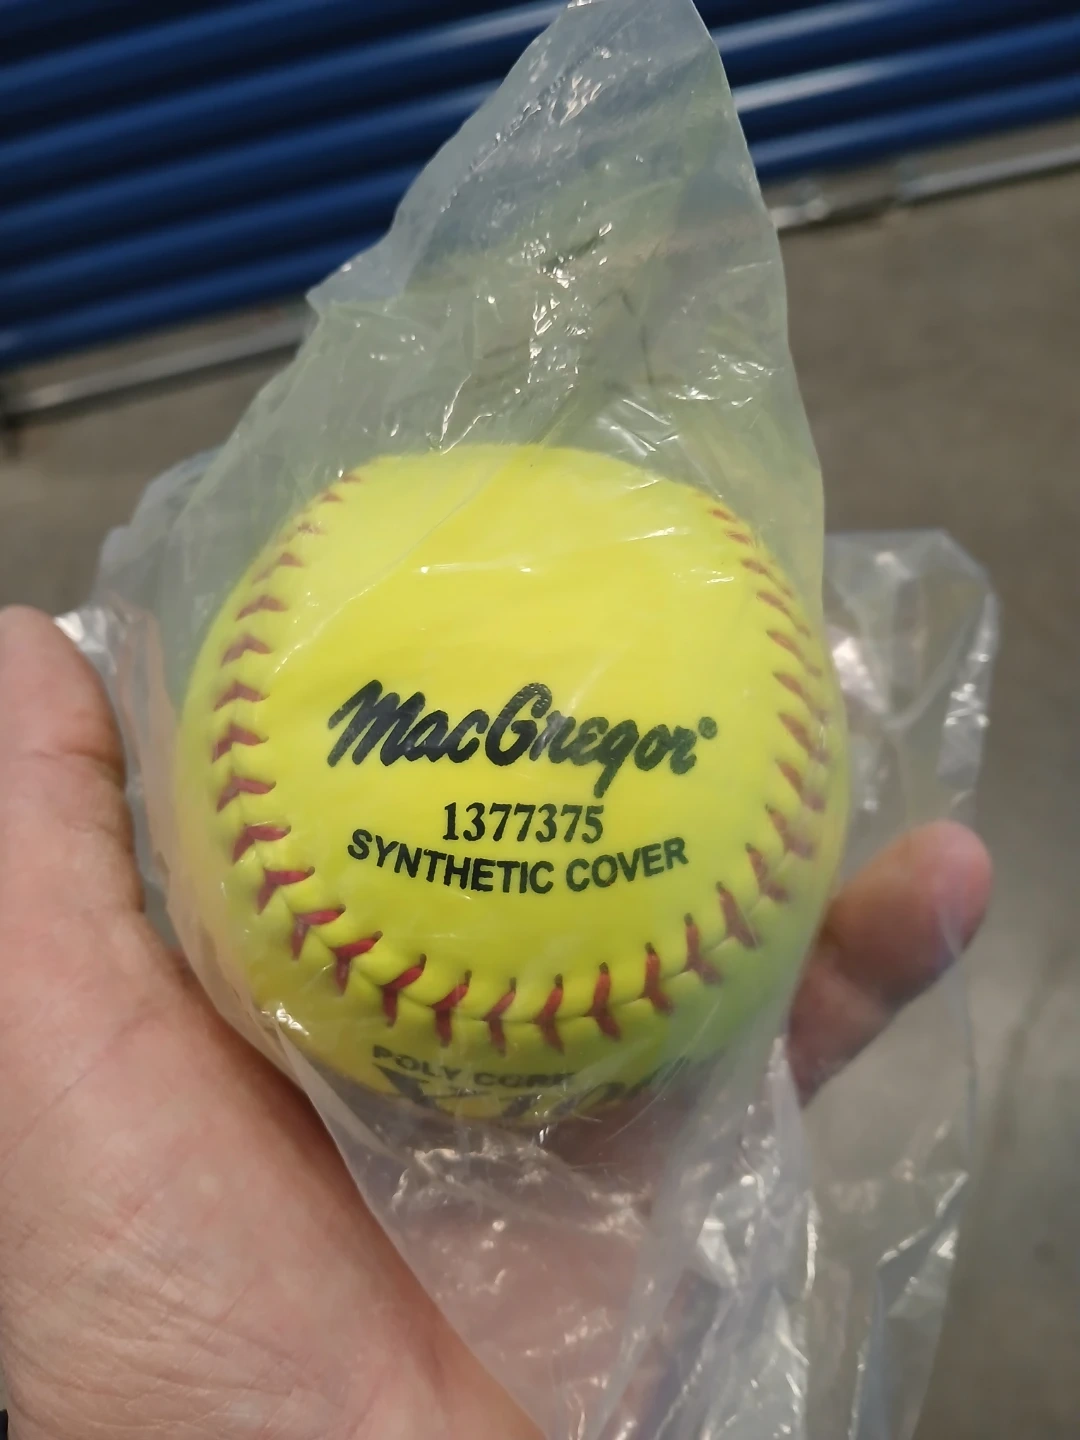 MacGregor®
1377375
SYNTHETIC COVER
POLY CORE